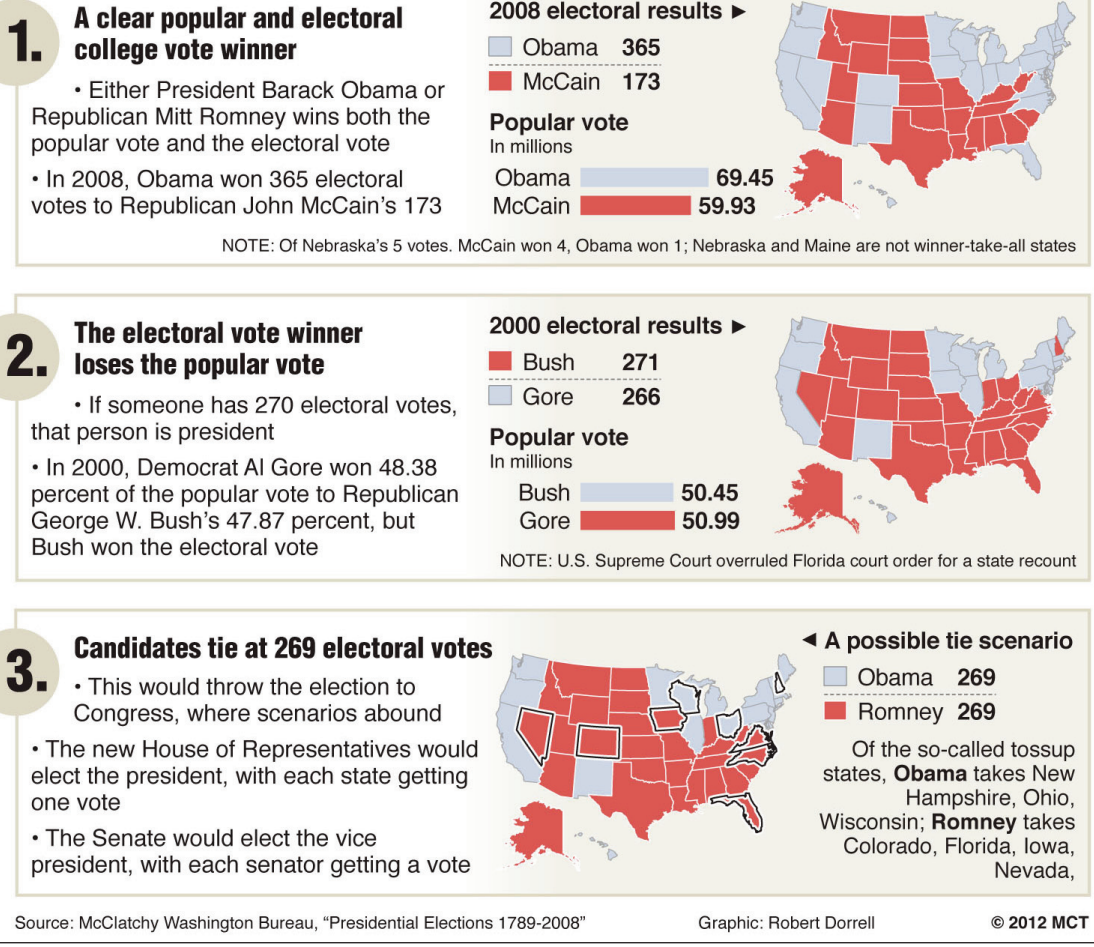 1.
A clear popular and electoral
college vote winner
• Either President Barack Obama or
Republican Mitt Romney wins both the
popular vote and the electoral vote
• In 2008, Obama won 365 electoral
votes to Republican John McCain's 173
2008 electoral results ►
Obama 365
McCain 173
Popular vote
In millions
Obama 69.45
McCain 59.93
NOTE: Of Nebraska's 5 votes. McCain won 4, Obama won 1; Nebraska and Maine are not winner-take-all states
2.
The electoral vote winner
loses the popular vote
• If someone has 270 electoral votes,
that person is president
• In 2000, Democrat Al Gore won 48.38
percent of the popular vote to Republican
George W. Bush's 47.87 percent, but
Bush won the electoral vote
2000 electoral results ►
Bush 271
Gore 266
Popular vote
In millions
Bush 50.45
Gore 50.99
NOTE: U.S. Supreme Court overruled Florida court order for a state recount
3.
Candidates tie at 269 electoral votes
• This would throw the election to
Congress, where scenarios abound
• The new House of Representatives would
elect the president, with each state getting
one vote
• The Senate would elect the vice
president, with each senator getting a vote
◄ A possible tie scenario
Obama 269
Romney 269
Of the so-called tossup
states, Obama takes New
Hampshire, Ohio,
Wisconsin; Romney takes
Colorado, Florida, Iowa,
Nevada,
Source: McClatchy Washington Bureau, "Presidential Elections 1789-2008"
Graphic: Robert Dorrell
© 2012 MCT